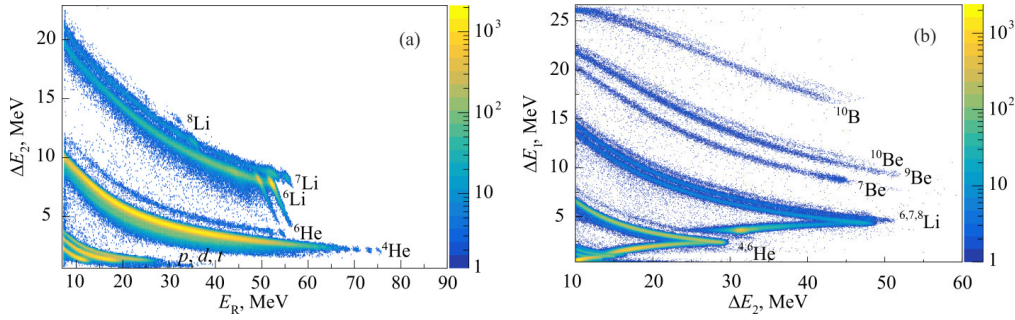 (a)
20
15
10
5
ΔE₂, MeV
⁸Li
⁷Li
⁶Li
⁶He
⁴He
p, d, t
10 20 30 40 50 60 70 80 90
E_R, MeV
10³
10²
10
1
(b)
25
20
15
10
5
ΔE₁, MeV
¹⁰B
¹⁰Be
⁹Be
⁷Be
⁶,⁷,⁸Li
⁴,⁶He
10 20 30 40 50 60
ΔE₂, MeV
10³
10²
10
1